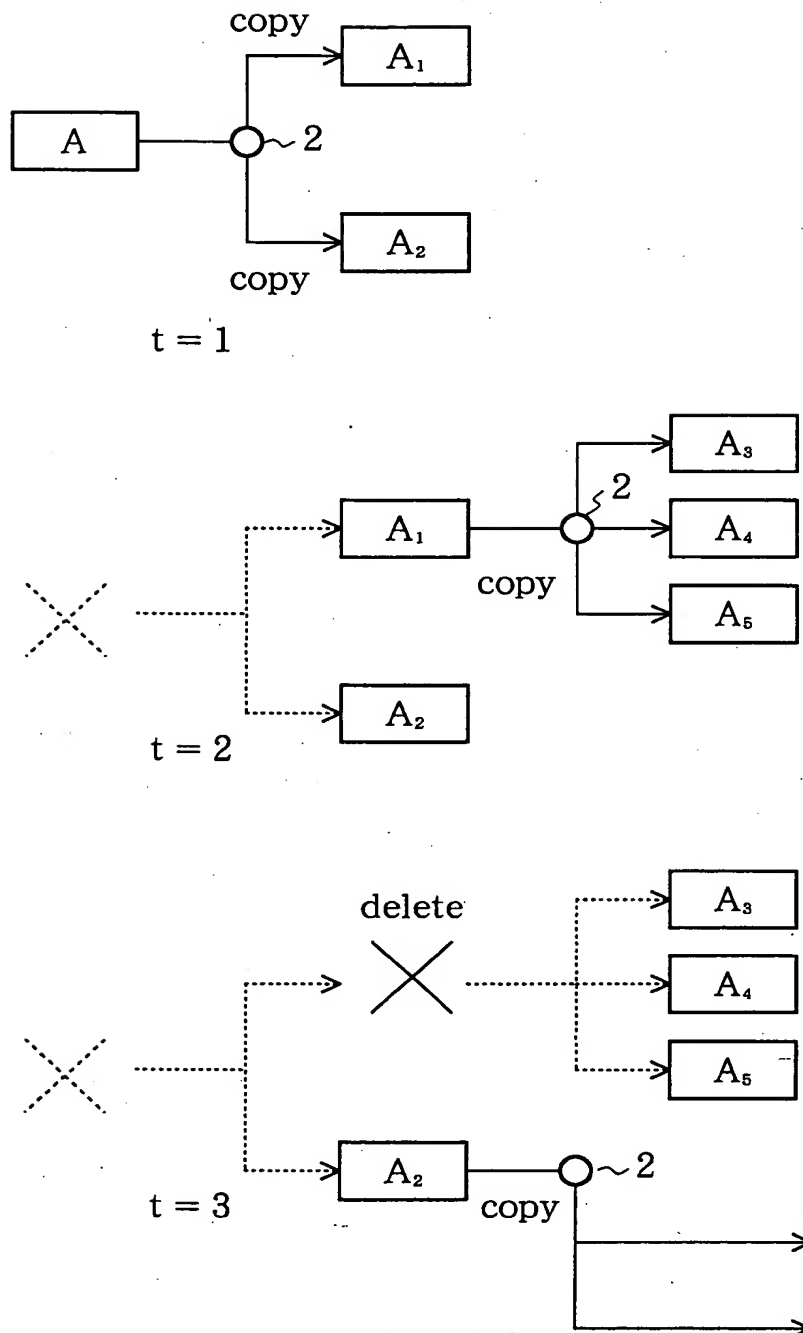 copy
A₁
A
2
A₂
copy
t = 1
A₃
2
A₁
A₄
copy
A₅
A₂
t = 2
A₃
delete
A₄
A₅
A₂
2
copy
t = 3